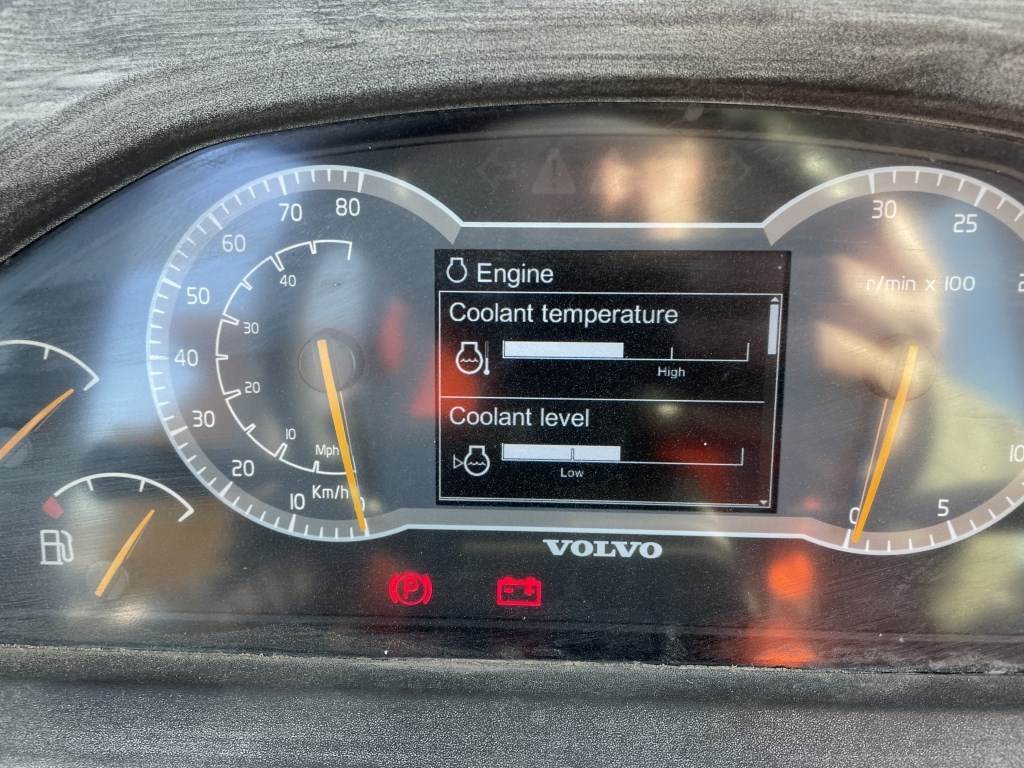 Engine
Coolant temperature
High
Coolant level
Low
VOLVO
80
70
60
50
40
30
20
10
40
30
20
10
Mph
Km/h
30
25
r/min x 100
10
5
0
P